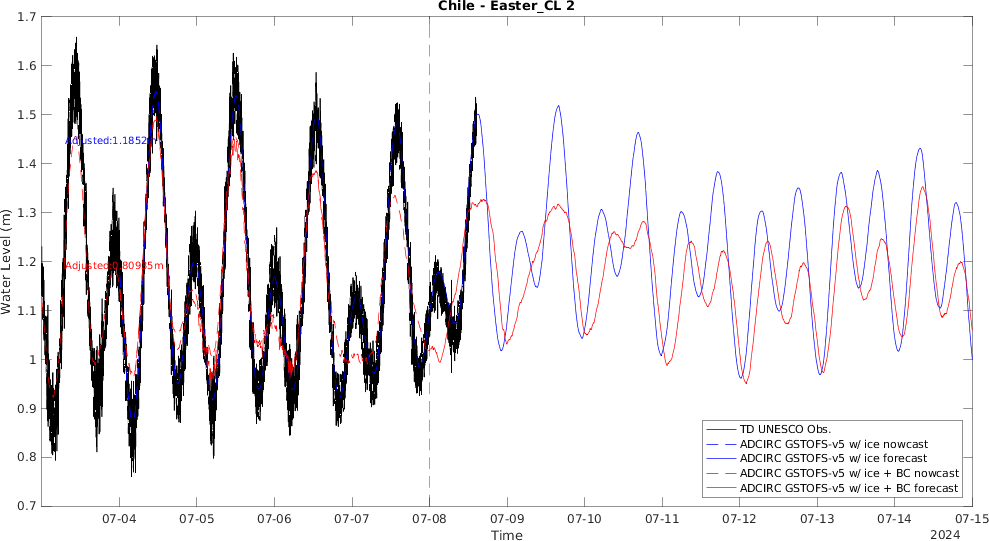 Chile - Easter_CL 2
Water Level (m)
1.7
1.6
1.5
1.4
1.3
1.2
1.1
1
0.9
0.8
0.7
Adjusted:1.1852m
07-04
07-05
07-06
07-07
07-08
07-09
07-10
07-11
07-12
07-13
07-14
07-15
Time
2024
TD UNESCO Obs.
ADCIRC GSTOFS-v5 w/ ice nowcast
ADCIRC GSTOFS-v5 w/ ice forecast
ADCIRC GSTOFS-v5 w/ ice + BC nowcast
ADCIRC GSTOFS-v5 w/ ice + BC forecast